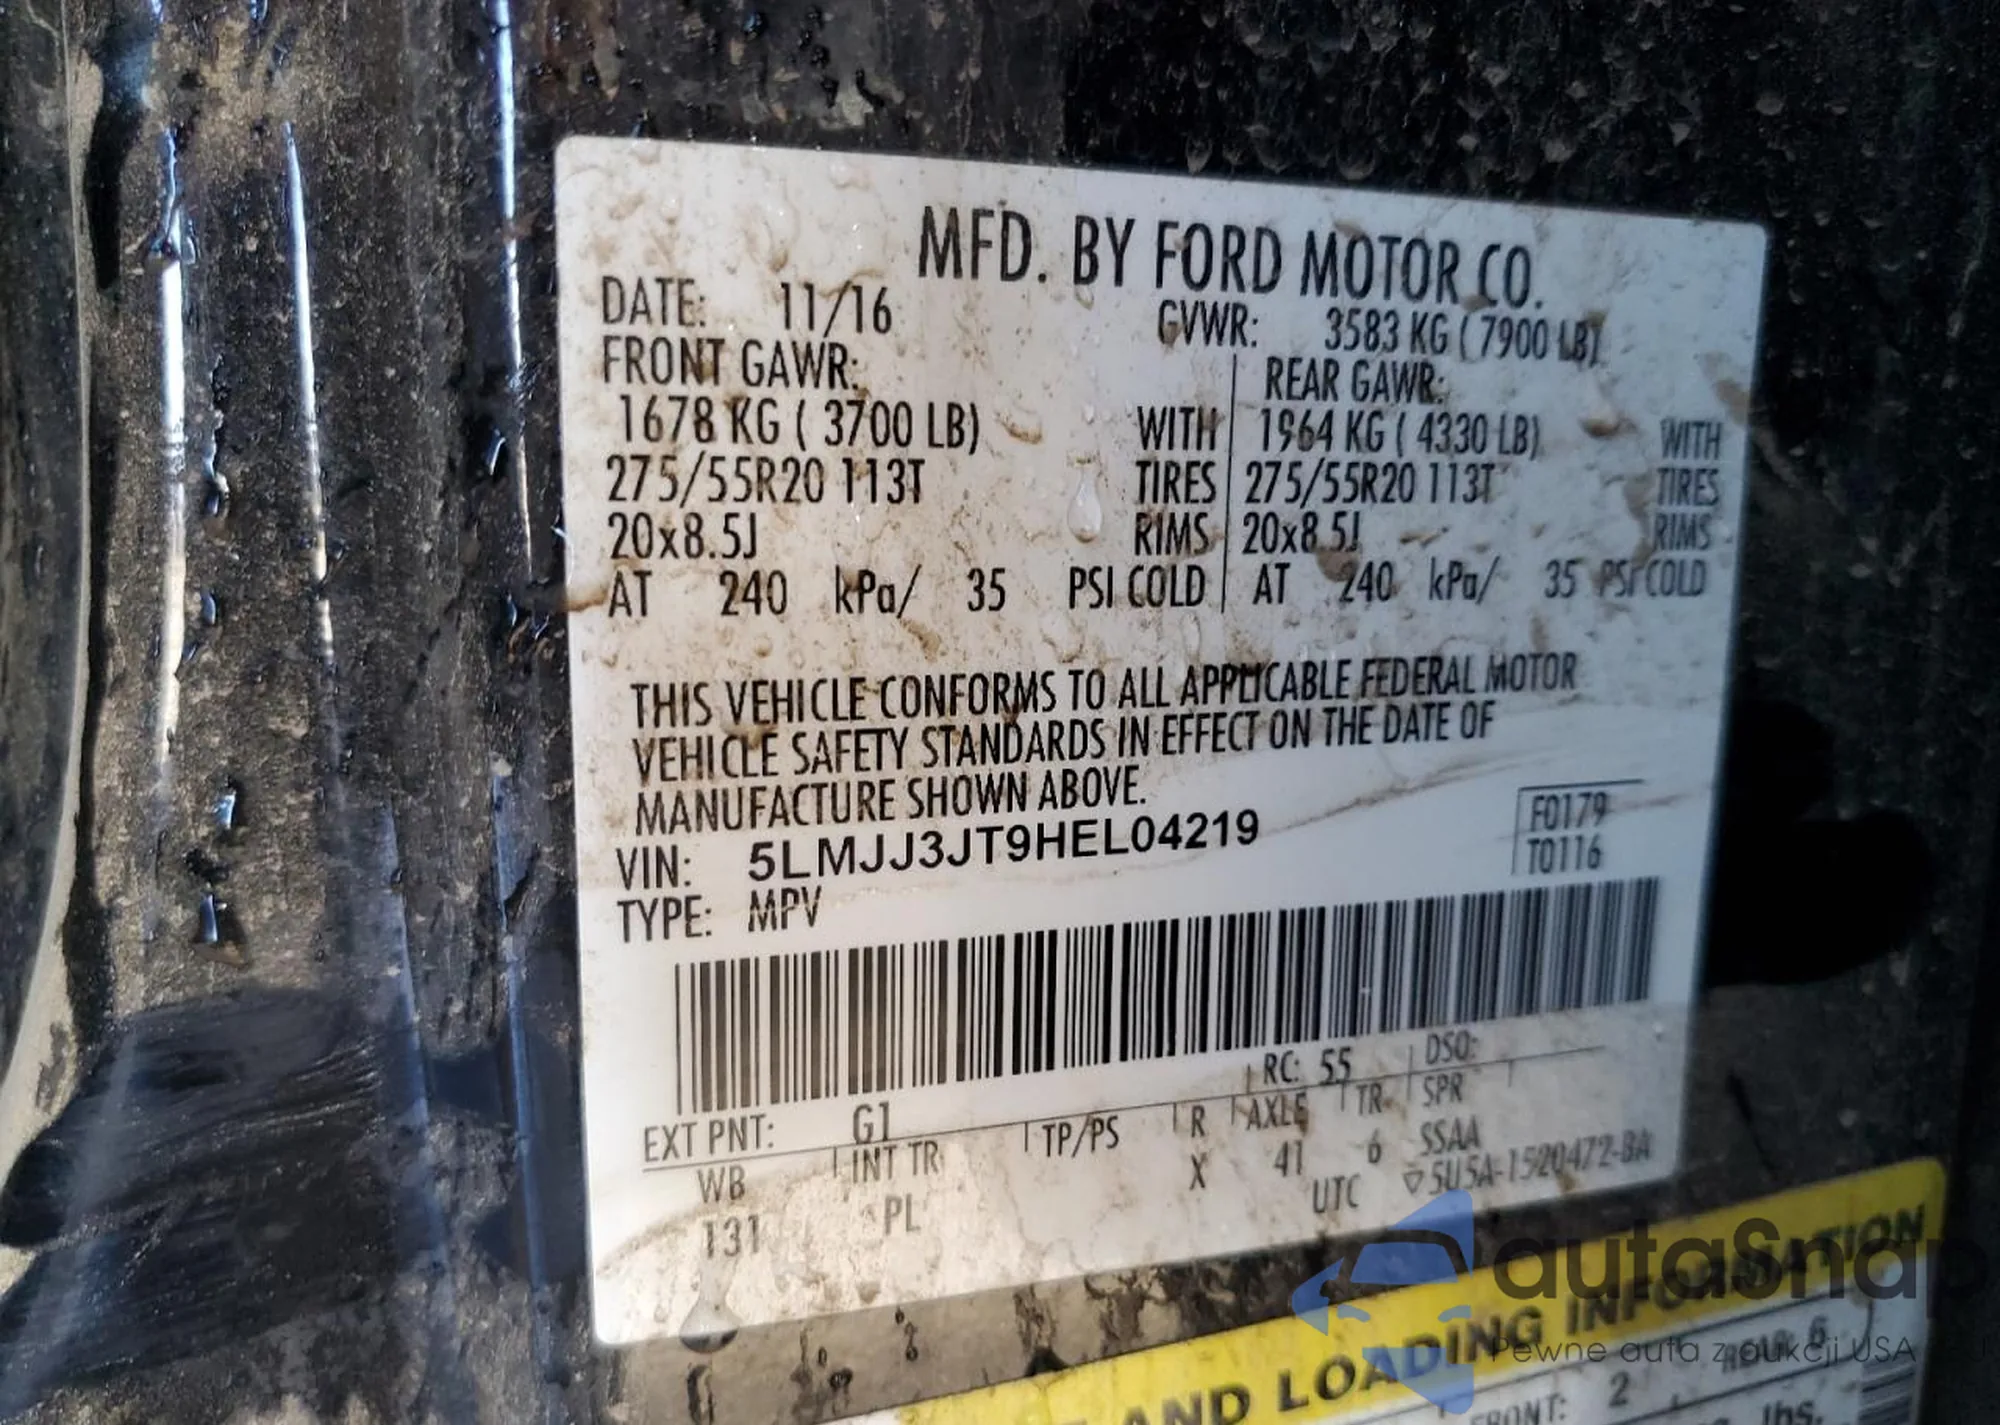 MFD. BY FORD MOTOR CO.
DATE: 11/16 GVWR: 3583 KG ( 7900 LB)
FRONT GAWR: REAR GAWR:
1678 KG ( 3700 LB) WITH 1964 KG ( 4330 LB) WITH
275/55R20 113T TIRES 275/55R20 113T TIRES
20x8.5J RIMS 20x8.5J RIMS
AT 240 kPa/ 35 PSI COLD AT 240 kPa/ 35 PSI COLD
THIS VEHICLE CONFORMS TO ALL APPLICABLE FEDERAL MOTOR
VEHICLE SAFETY STANDARDS IN EFFECT ON THE DATE OF
MANUFACTURE SHOWN ABOVE.
VIN: 5LMJJ3JT9HEL04219
F0179
T0116
TYPE: MPV
RC: 55 DSO:
EXT PNT: G1
WB INT TR TP/PS R AXLE TR SPR
131 PL X 41 6 SSAA
UTC 5U5A-1520472-BA
autaSnap
Pewne auta z aukcji USA
AND LOADING INFORMATION
FRONT: 2
lbs.